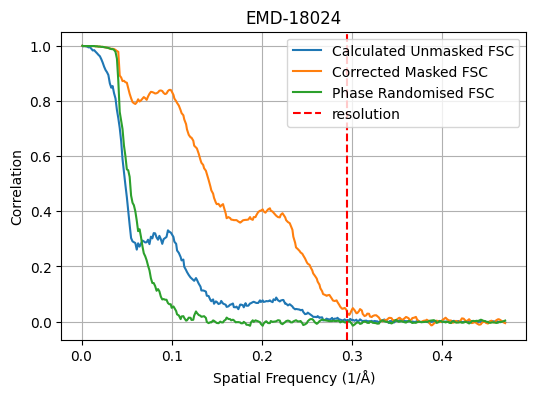 EMD-18024
Calculated Unmasked FSC
Corrected Masked FSC
Phase Randomised FSC
resolution
Correlation
1.0
0.8
0.6
0.4
0.2
0.0
0.0 0.1 0.2 0.3 0.4
Spatial Frequency (1/Å)